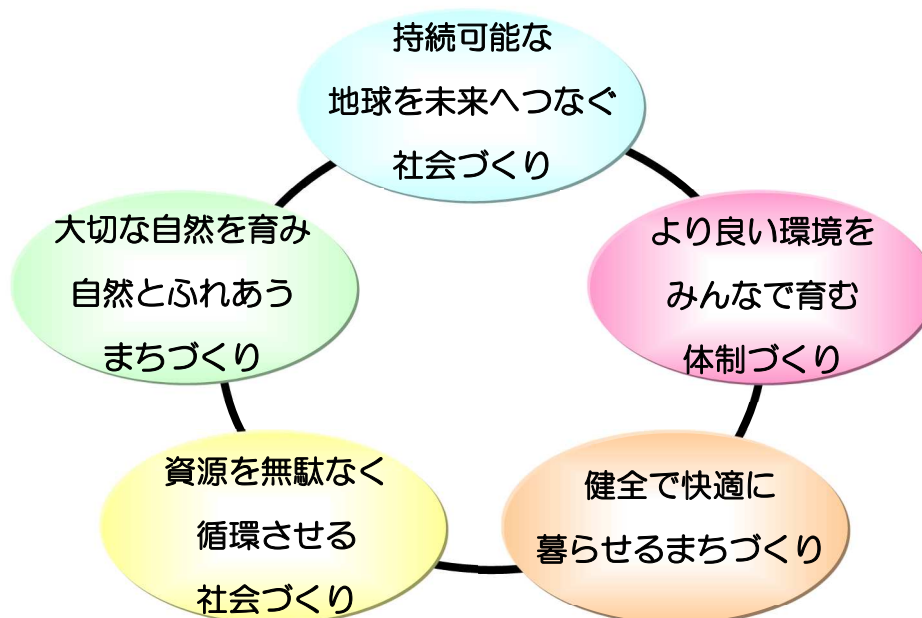 持続可能な
地球を未来へつなぐ
社会づくり
大切な自然を育み
自然とふれあう
まちづくり
より良い環境を
みんなで育む
体制づくり
資源を無駄なく
循環させる
社会づくり
健全で快適に
暮らせるまちづくり